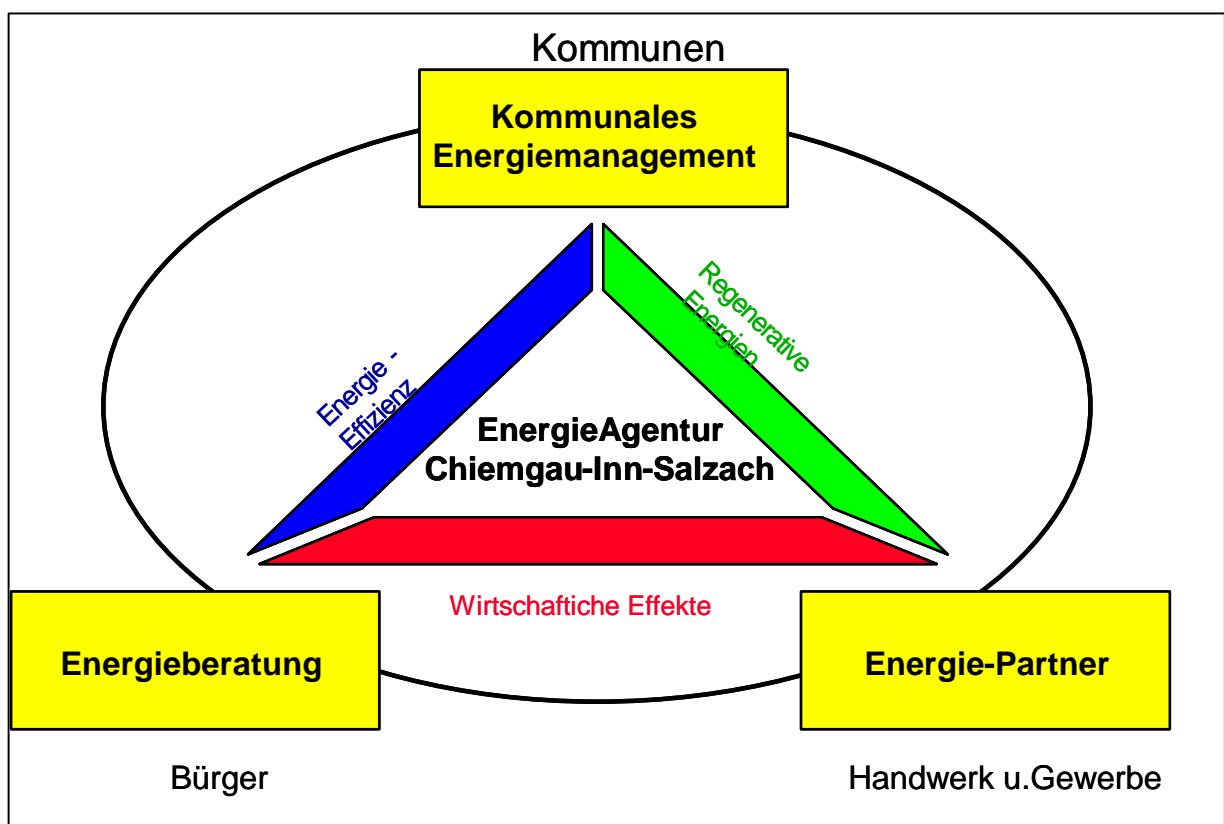 Kommunen
Kommunales
Energiemanagement
Regenerative
Energien
Energie -
Effizienz
EnergieAgentur
Chiemgau-Inn-Salzach
Wirtschaftiche Effekte
Energieberatung
Energie-Partner
Bürger
Handwerk u.Gewerbe